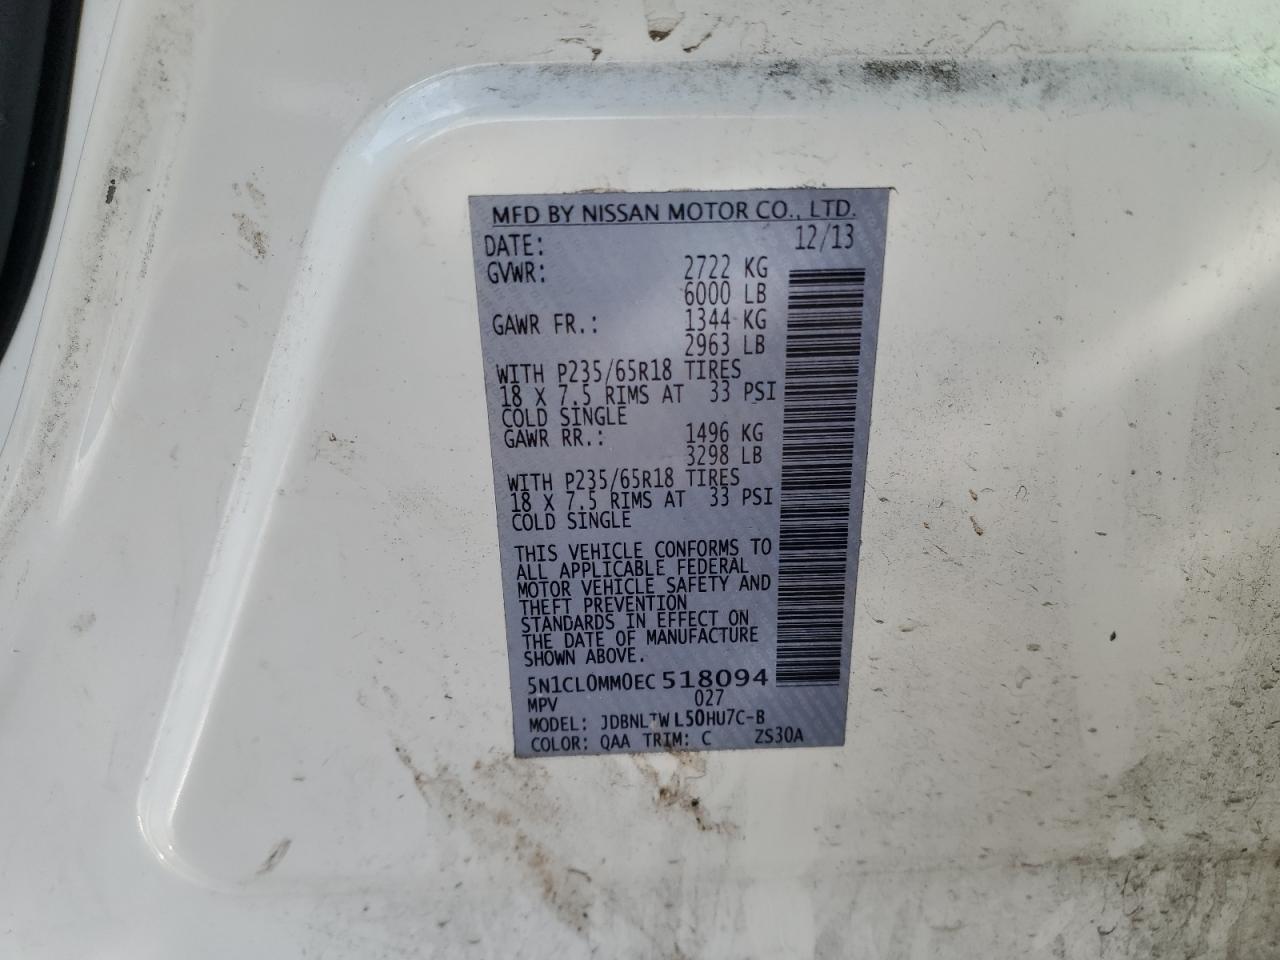 MFD BY NISSAN MOTOR CO., LTD.
DATE: 12/13
GVWR: 2722 KG
6000 LB
GAWR FR.: 1344 KG
2963 LB
WITH P235/65R18 TIRES
18 X 7.5 RIMS AT 33 PSI
COLD SINGLE
GAWR RR.: 1496 KG
3298 LB
WITH P235/65R18 TIRES
18 X 7.5 RIMS AT 33 PSI
COLD SINGLE
THIS VEHICLE CONFORMS TO
ALL APPLICABLE FEDERAL
MOTOR VEHICLE SAFETY AND
THEFT PREVENTION
STANDARDS IN EFFECT ON
THE DATE OF MANUFACTURE
SHOWN ABOVE.
5N1CL0MM0EC518094
MPV 027
MODEL: JDBNLTWL50HU7C-B
COLOR: QAA TRIM: C ZS30A